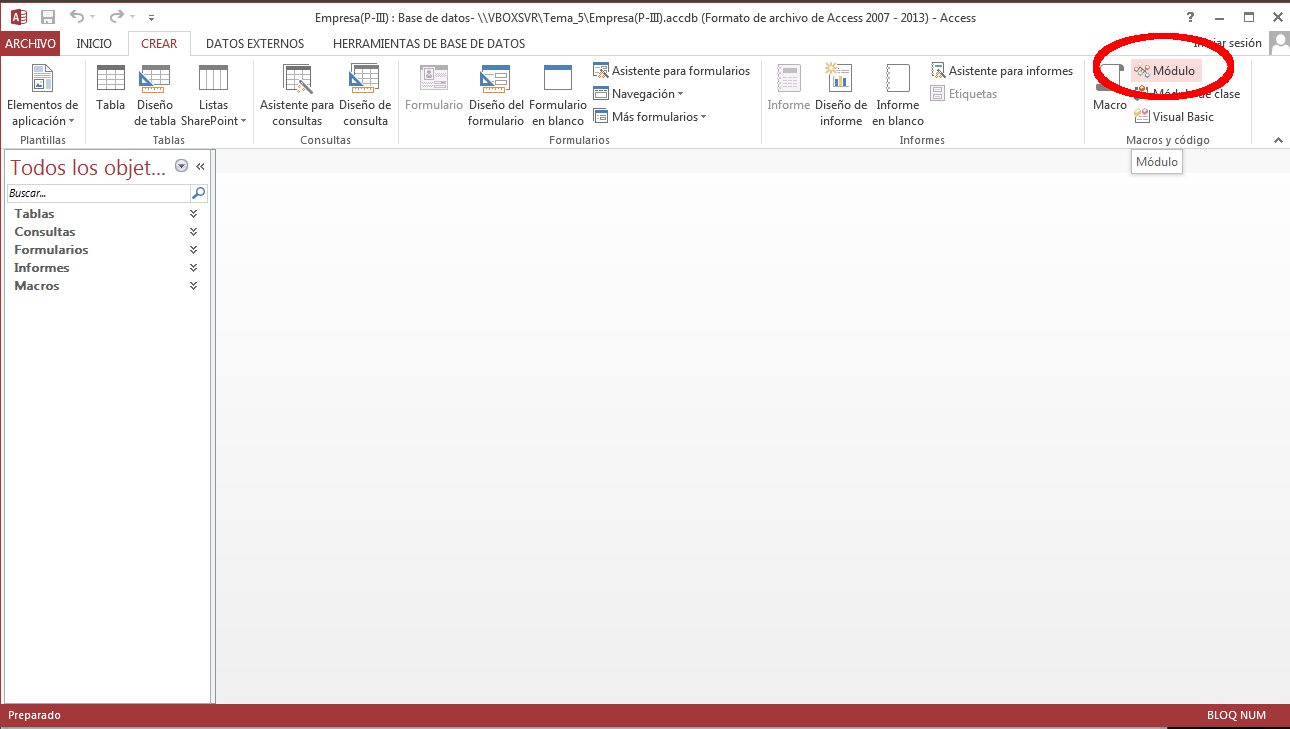 Empresa(P-III) : Base de datos- \\VBOXSVR\Tema_5\Empresa(P-III).accdb (Formato de archivo de Access 2007 - 2013) - Access
ARCHIVO INICIO CREAR DATOS EXTERNOS HERRAMIENTAS DE BASE DE DATOS sesión
Elementos de aplicación
Plantillas
Tabla
Diseño de tabla
Listas SharePoint
Tablas
Asistente para consultas
Diseño de consulta
Consultas
Formulario
Diseño del formulario
Formulario en blanco
Asistente para formularios
Navegación
Más formularios
Formularios
Informe
Diseño de informe
Informe en blanco
Asistente para informes
Etiquetas
Informes
Macro
Módulo
Módulo de clase
Visual Basic
Macros y código
Módulo
Todos los objet...
Buscar...
Tablas
Consultas
Formularios
Informes
Macros
Preparado
BLOQ NUM